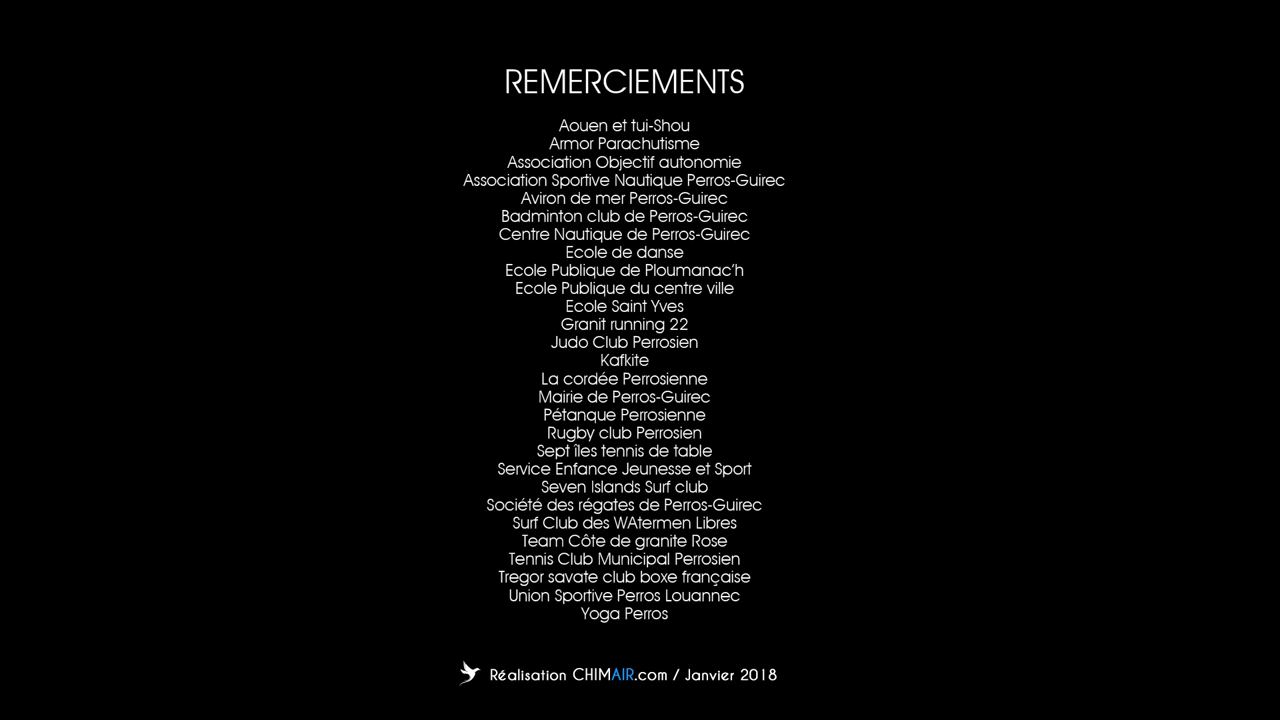 REMERCIEMENTS
Aouen et tui-Shou
Armor Parachutisme
Association Objectif autonomie
Association Sportive Nautique Perros-Guirec
Aviron de mer Perros-Guirec
Badminton club de Perros-Guirec
Centre Nautique de Perros-Guirec
Ecole de danse
Ecole Publique de Ploumanac'h
Ecole Publique du centre ville
Ecole Saint Yves
Granit running 22
Judo Club Perrosien
Kafkite
La cordée Perrosienne
Mairie de Perros-Guirec
Pétanque Perrosienne
Rugby club Perrosien
Sept îles tennis de table
Service Enfance Jeunesse et Sport
Seven Islands Surf club
Société des régates de Perros-Guirec
Surf Club des WAtermen Libres
Team Côte de granite Rose
Tennis Club Municipal Perrosien
Tregor savate club boxe française
Union Sportive Perros Louannec
Yoga Perros
Réalisation CHIMAIR.com / Janvier 2018